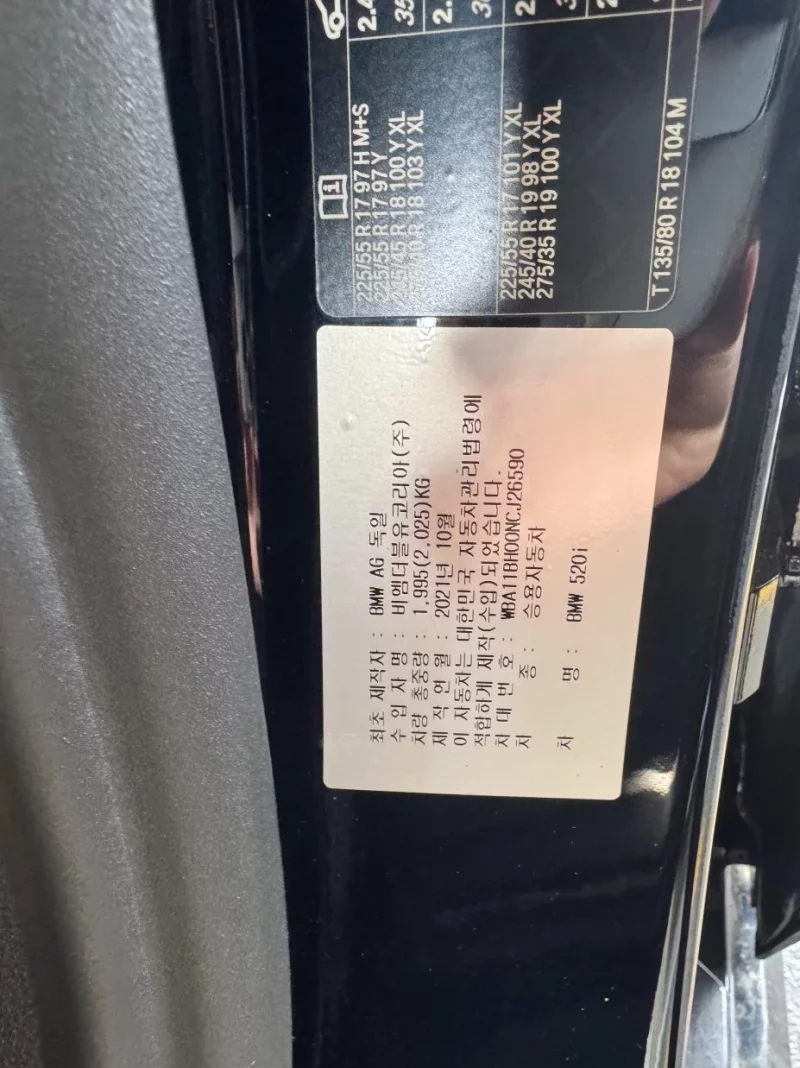 225/55 R 17 97 H M+S
225/55 R 17 97 Y
245/45 R 18 100 Y XL
R 18 103 Y XL
225/55 R 17 101 Y XL
245/40 R 19 98 Y XL
275/35 R 19 100 Y XL
T 135/80 R 18 104 M
최초 제작자 : BMW AG 독일
수 입 자 명 : 비엠더블유코리아(주)
차량 총중량 : 1,995(2,025)KG
제 작 연 월 : 2021년 10월
이 자동차는 대한민국 자동차관리법령에
적합하게 제작(수입)되었습니다.
차 대 번 호 : WBA11BH00NCJ26590
차 종 : 승용자동차
차 명 : BMW 520i